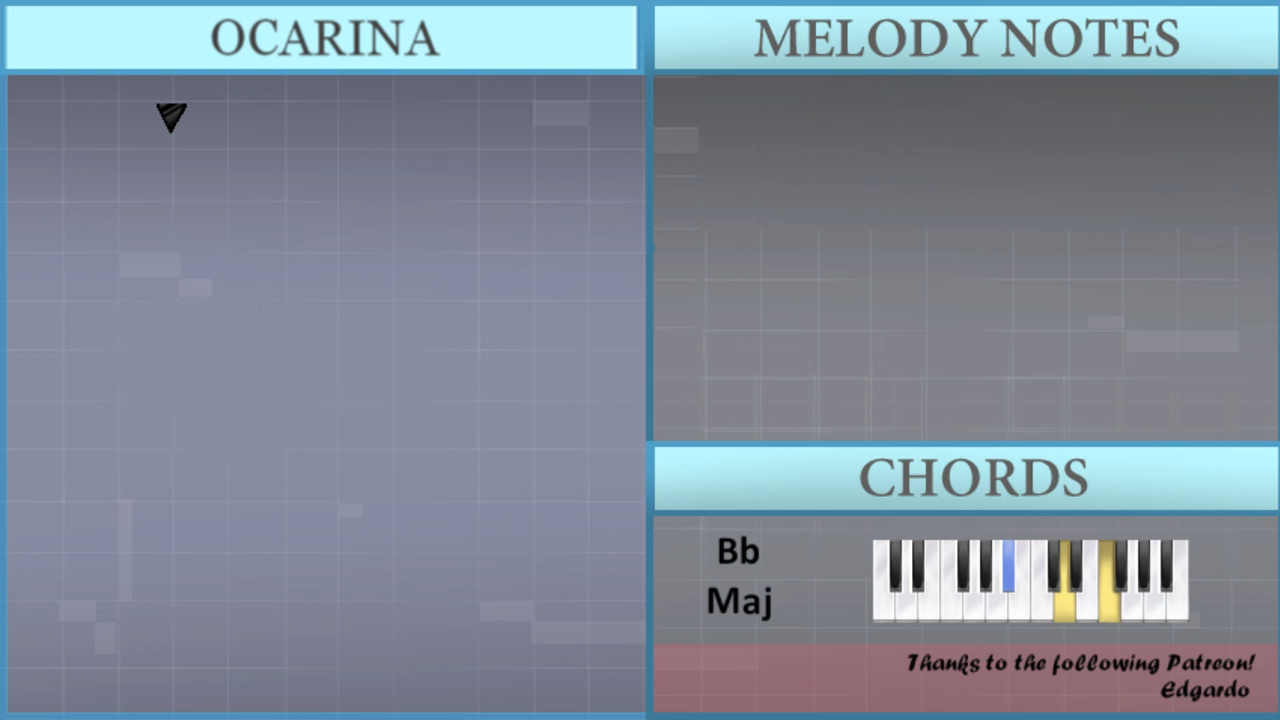 OCARINA
MELODY NOTES
CHORDS
Bb
Maj
Thanks to the following Patreon!
Edgardo